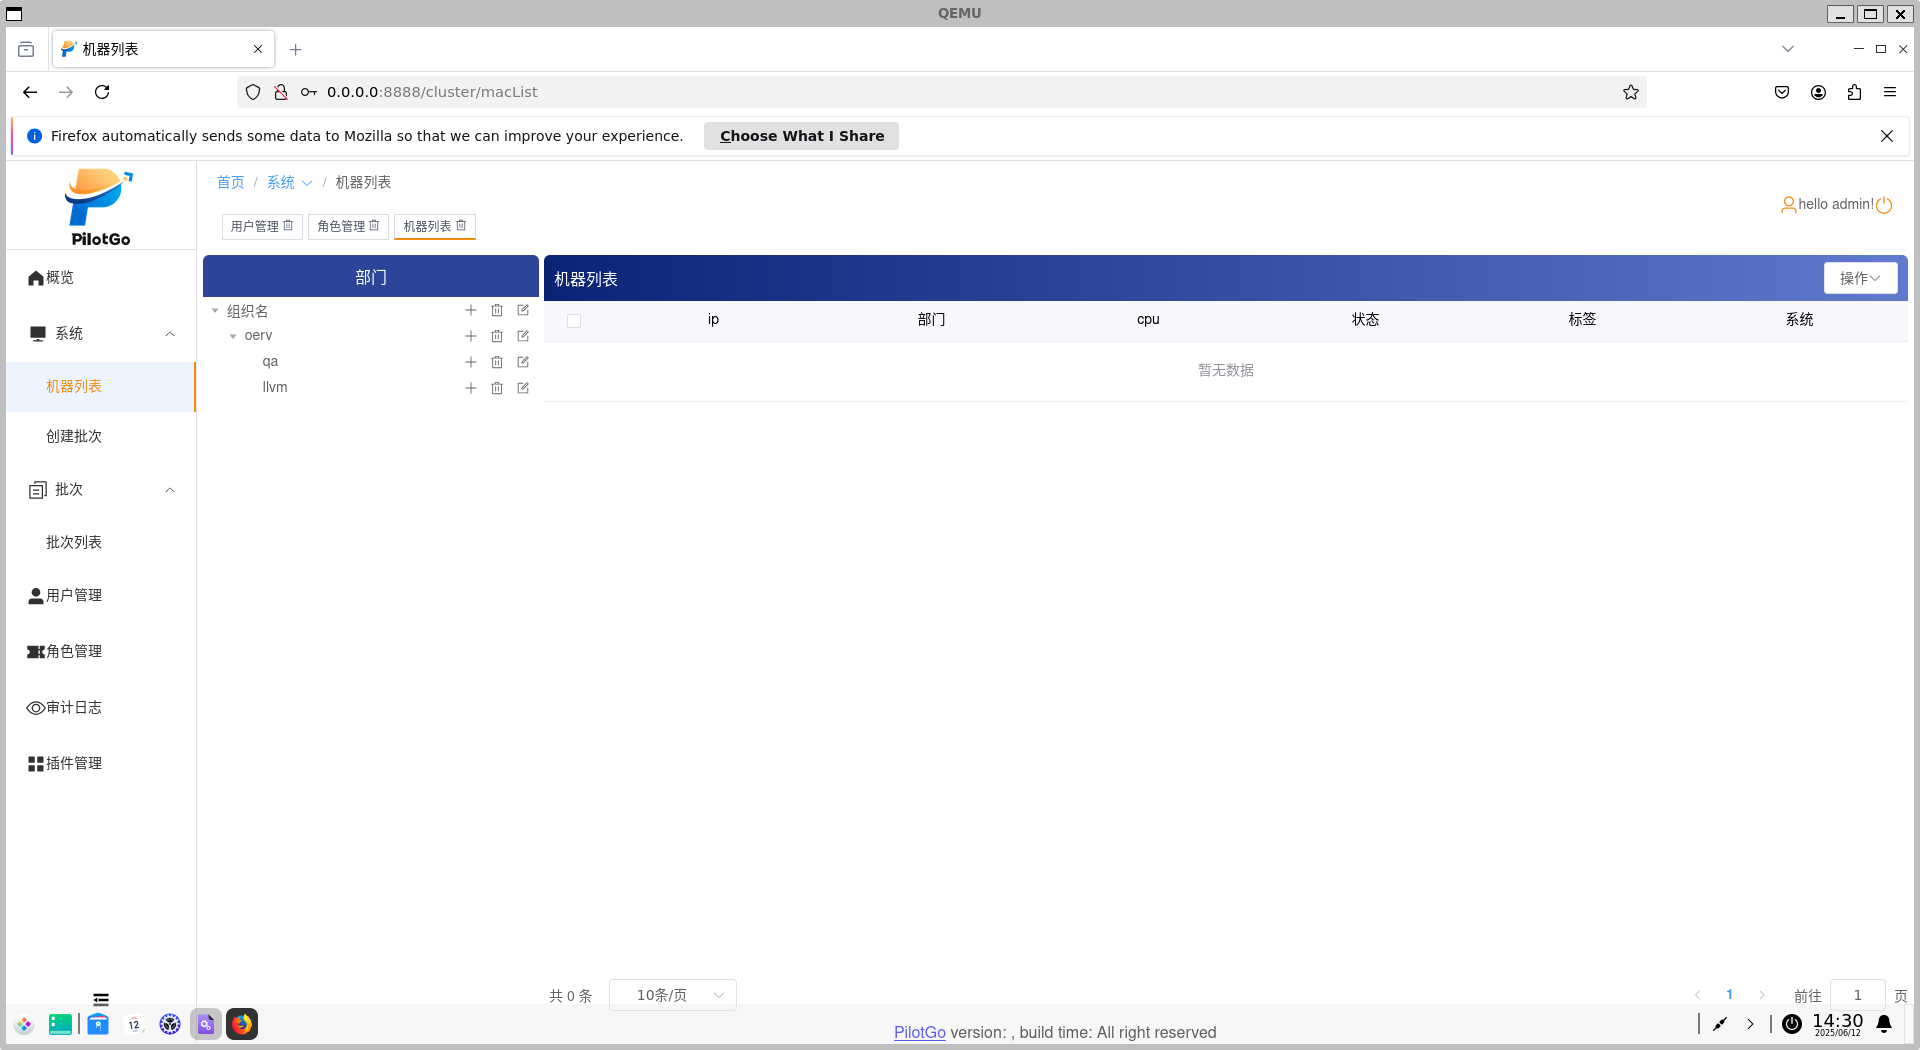 QEMU
机器列表
0.0.0.0:8888/cluster/macList
Firefox automatically sends some data to Mozilla so that we can improve your experience. Choose What I Share
PilotGo
首页 / 系统 / 机器列表
hello admin!
用户管理 角色管理 机器列表
概览
系统
机器列表
创建批次
批次
批次列表
用户管理
角色管理
审计日志
插件管理
部门
组织名
oerv
qa
llvm
机器列表 操作
ip 部门 cpu 状态 标签 系统
暂无数据
共 0 条 10条/页 1 前往 1 页
PilotGo version: , build time: All right reserved
12
14:30
2025/06/12